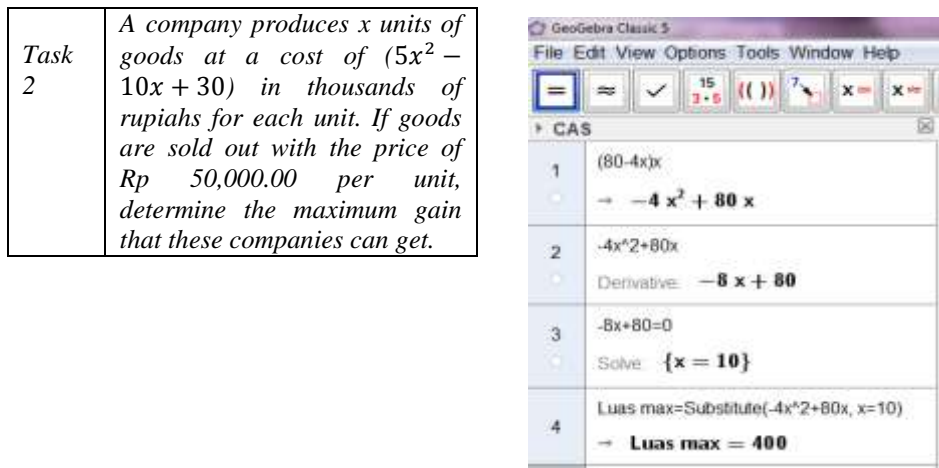 Task
2
A company produces x units of
goods at a cost of (5x² −
10x + 30) in thousands of
rupiahs for each unit. If goods
are sold out with the price of
Rp 50,000.00 per unit,
determine the maximum gain
that these companies can get.
GeoGebra Classic 5
File Edit View Options Tools Window Help
= ≈ ✓ 15 3·5 (( )) 7 x = x ≈
CAS
1
(80-4x)x
→ −4 x² + 80 x
2
-4x^2+80x
Derivative: −8 x + 80
3
-8x+80=0
Solve: {x = 10}
4
Luas max=Substitute(-4x^2+80x, x=10)
→ Luas max = 400